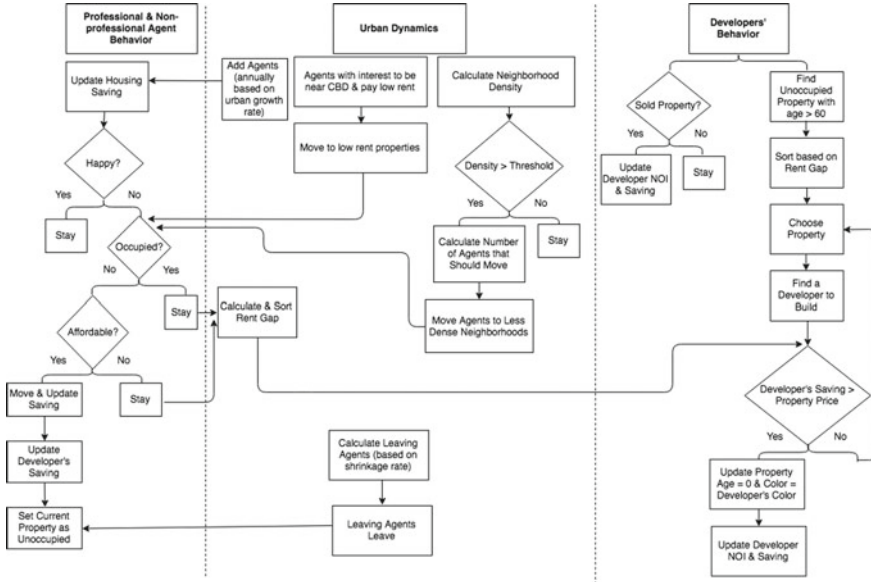 Professional & Non-
professional Agent
Behavior
Update Housing
Saving
Happy?
Yes
No
Stay
Occupied?
No
Yes
Stay
Affordable?
Yes
No
Move & Update
Saving
Stay
Update
Developer's
Saving
Set Current
Property as
Unoccupied
Urban Dynamics
Add Agents
(annually
based on
urban growth
rate)
Agents with interest to be
near CBD & pay low rent
Move to low rent properties
Calculate Neighborhood
Density
Density > Threshold
Yes
No
Calculate Number
of Agents that
Should Move
Stay
Move Agents to Less
Dense Neighborhoods
Calculate & Sort
Rent Gap
Calculate Leaving
Agents (based on
shrinkage rate)
Leaving Agents
Leave
Developers'
Behavior
Sold Property?
Yes
No
Update
Developer NOI
& Saving
Stay
Find
Unoccupied
Property with
age > 60
Sort based on
Rent Gap
Choose
Property
Find a
Developer to
Build
Developer's Saving >
Property Price
Yes
No
Update Property
Age = 0 & Color =
Developer's Color
Update Developer
NOI & Saving